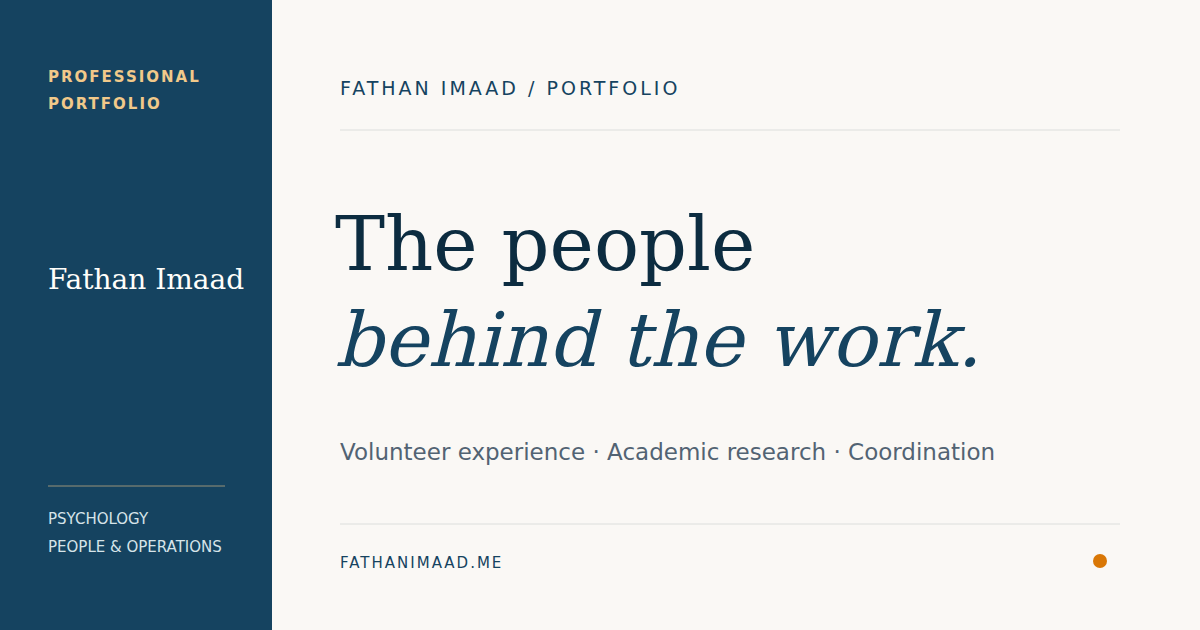 PROFESSIONAL
PORTFOLIO
Fathan Imaad
PSYCHOLOGY
PEOPLE & OPERATIONS
FATHAN IMAAD / PORTFOLIO
The people
behind the work.
Volunteer experience · Academic research · Coordination
FATHANIMAAD.ME